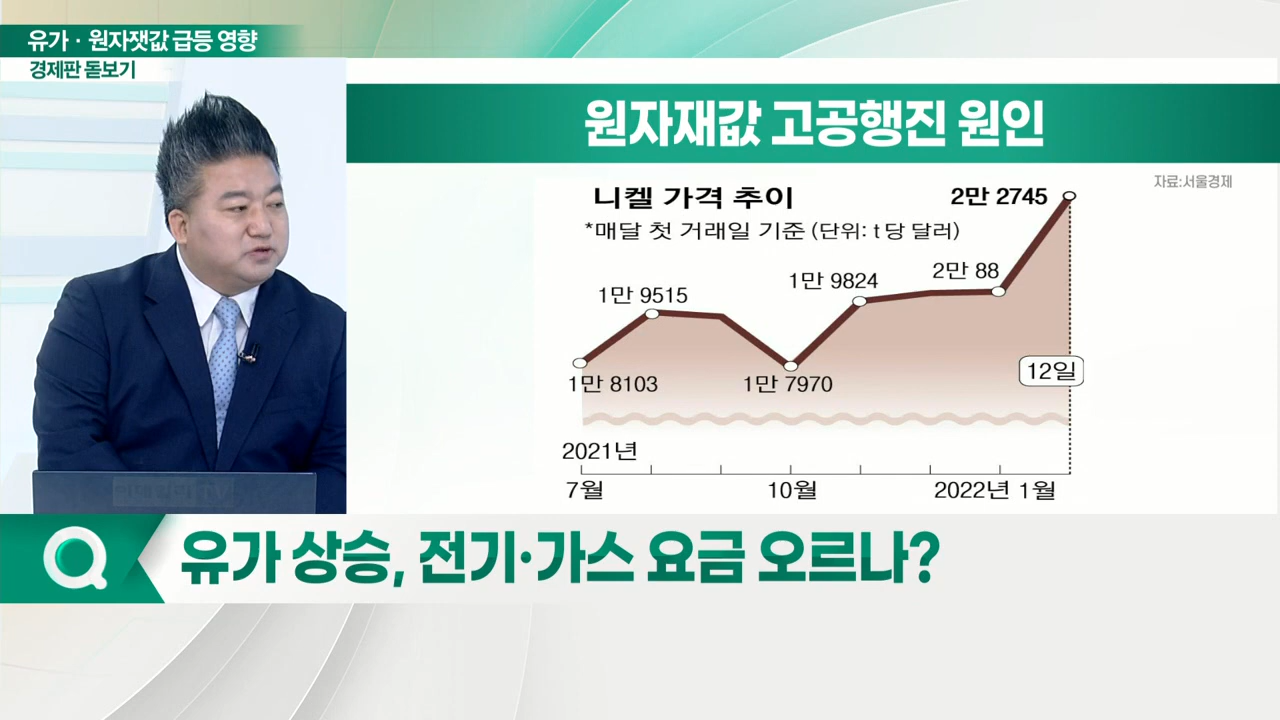 유가· 원자잿값 급등 영향
경제판 돋보기
원자재값 고공행진 원인
자료:서울경제
니켈 가격 추이
*매달 첫 거래일 기준 (단위: t당 달러)
2만 2745
2만 88
1만 9824
1만 9515
1만 8103
1만 7970
12일
2021년
7월
10월
2022년 1월
유가 상승, 전기·가스 요금 오르나?